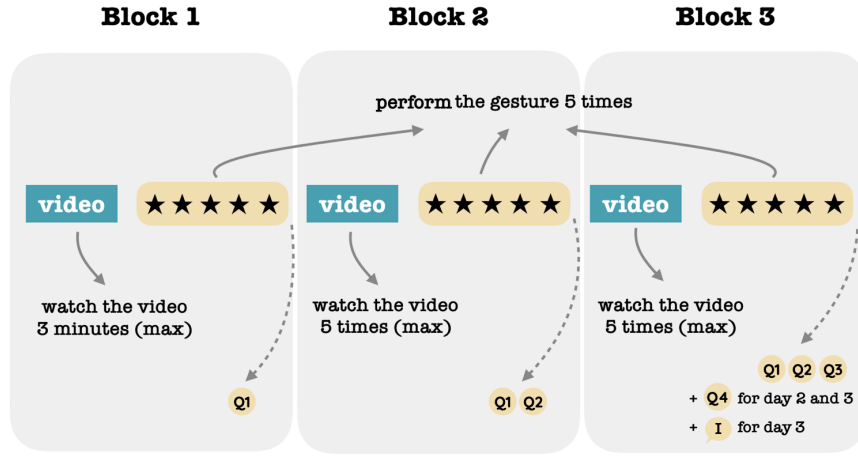 Block 1
Block 2
Block 3
perform the gesture 5 times
video
video
video
watch the video
3 minutes (max)
watch the video
5 times (max)
watch the video
5 times (max)
Q1
Q1 Q2
Q1 Q2 Q3
+ Q4 for day 2 and 3
+ I for day 3